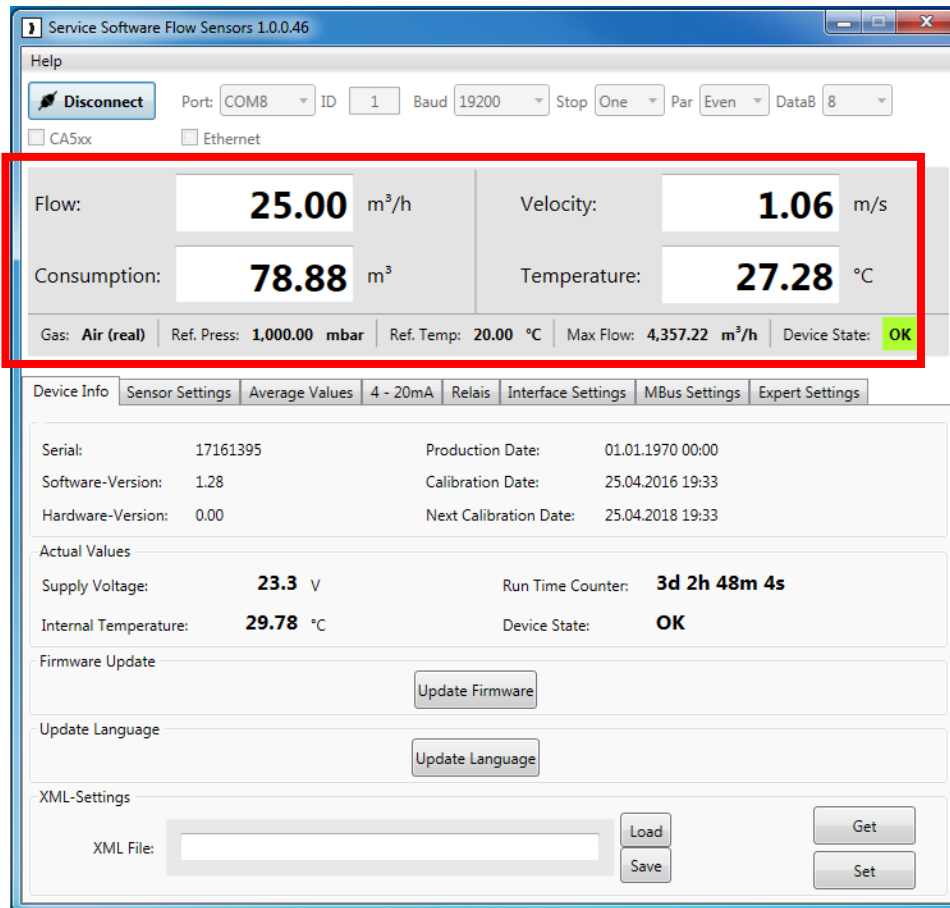 Service Software Flow Sensors 1.0.0.46
Help
Disconnect Port: COM8 ID 1 Baud 19200 Stop One Par Even DataB 8
CA5xx Ethernet
Flow: 25.00 m³/h Velocity: 1.06 m/s
Consumption: 78.88 m³ Temperature: 27.28 °C
Gas: Air (real) Ref. Press: 1,000.00 mbar Ref. Temp: 20.00 °C Max Flow: 4,357.22 m³/h Device State: OK
Device Info Sensor Settings Average Values 4 - 20mA Relais Interface Settings MBus Settings Expert Settings
Serial: 17161395 Production Date: 01.01.1970 00:00
Software-Version: 1.28 Calibration Date: 25.04.2016 19:33
Hardware-Version: 0.00 Next Calibration Date: 25.04.2018 19:33
Actual Values
Supply Voltage: 23.3 V Run Time Counter: 3d 2h 48m 4s
Internal Temperature: 29.78 °C Device State: OK
Firmware Update
Update Firmware
Update Language
Update Language
XML-Settings
XML File: Load Get
Save Set